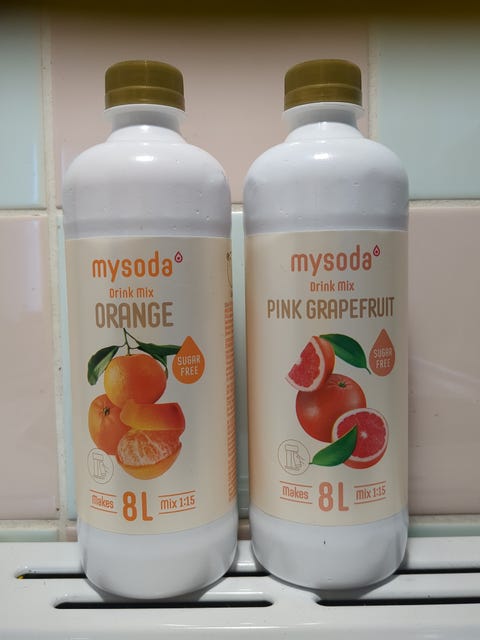 mysoda
Drink Mix
ORANGE
SUGAR
FREE
Makes 8L Mix 1:15
mysoda
Drink Mix
PINK GRAPEFRUIT
SUGAR
FREE
Makes 8L Mix 1:15